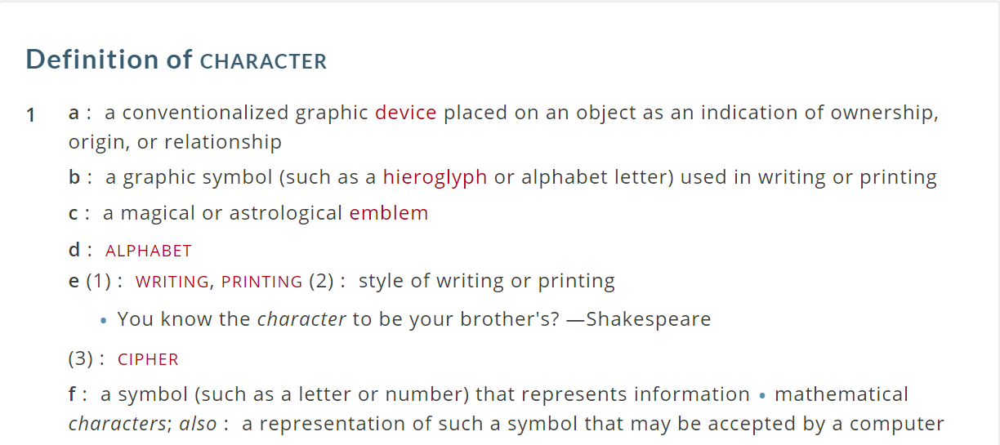 Definition of CHARACTER
1 a : a conventionalized graphic device placed on an object as an indication of ownership,
origin, or relationship
b : a graphic symbol (such as a hieroglyph or alphabet letter) used in writing or printing
c : a magical or astrological emblem
d : ALPHABET
e (1) : WRITING, PRINTING (2) : style of writing or printing
• You know the character to be your brother's? —Shakespeare
(3) : CIPHER
f : a symbol (such as a letter or number) that represents information • mathematical
characters; also : a representation of such a symbol that may be accepted by a computer